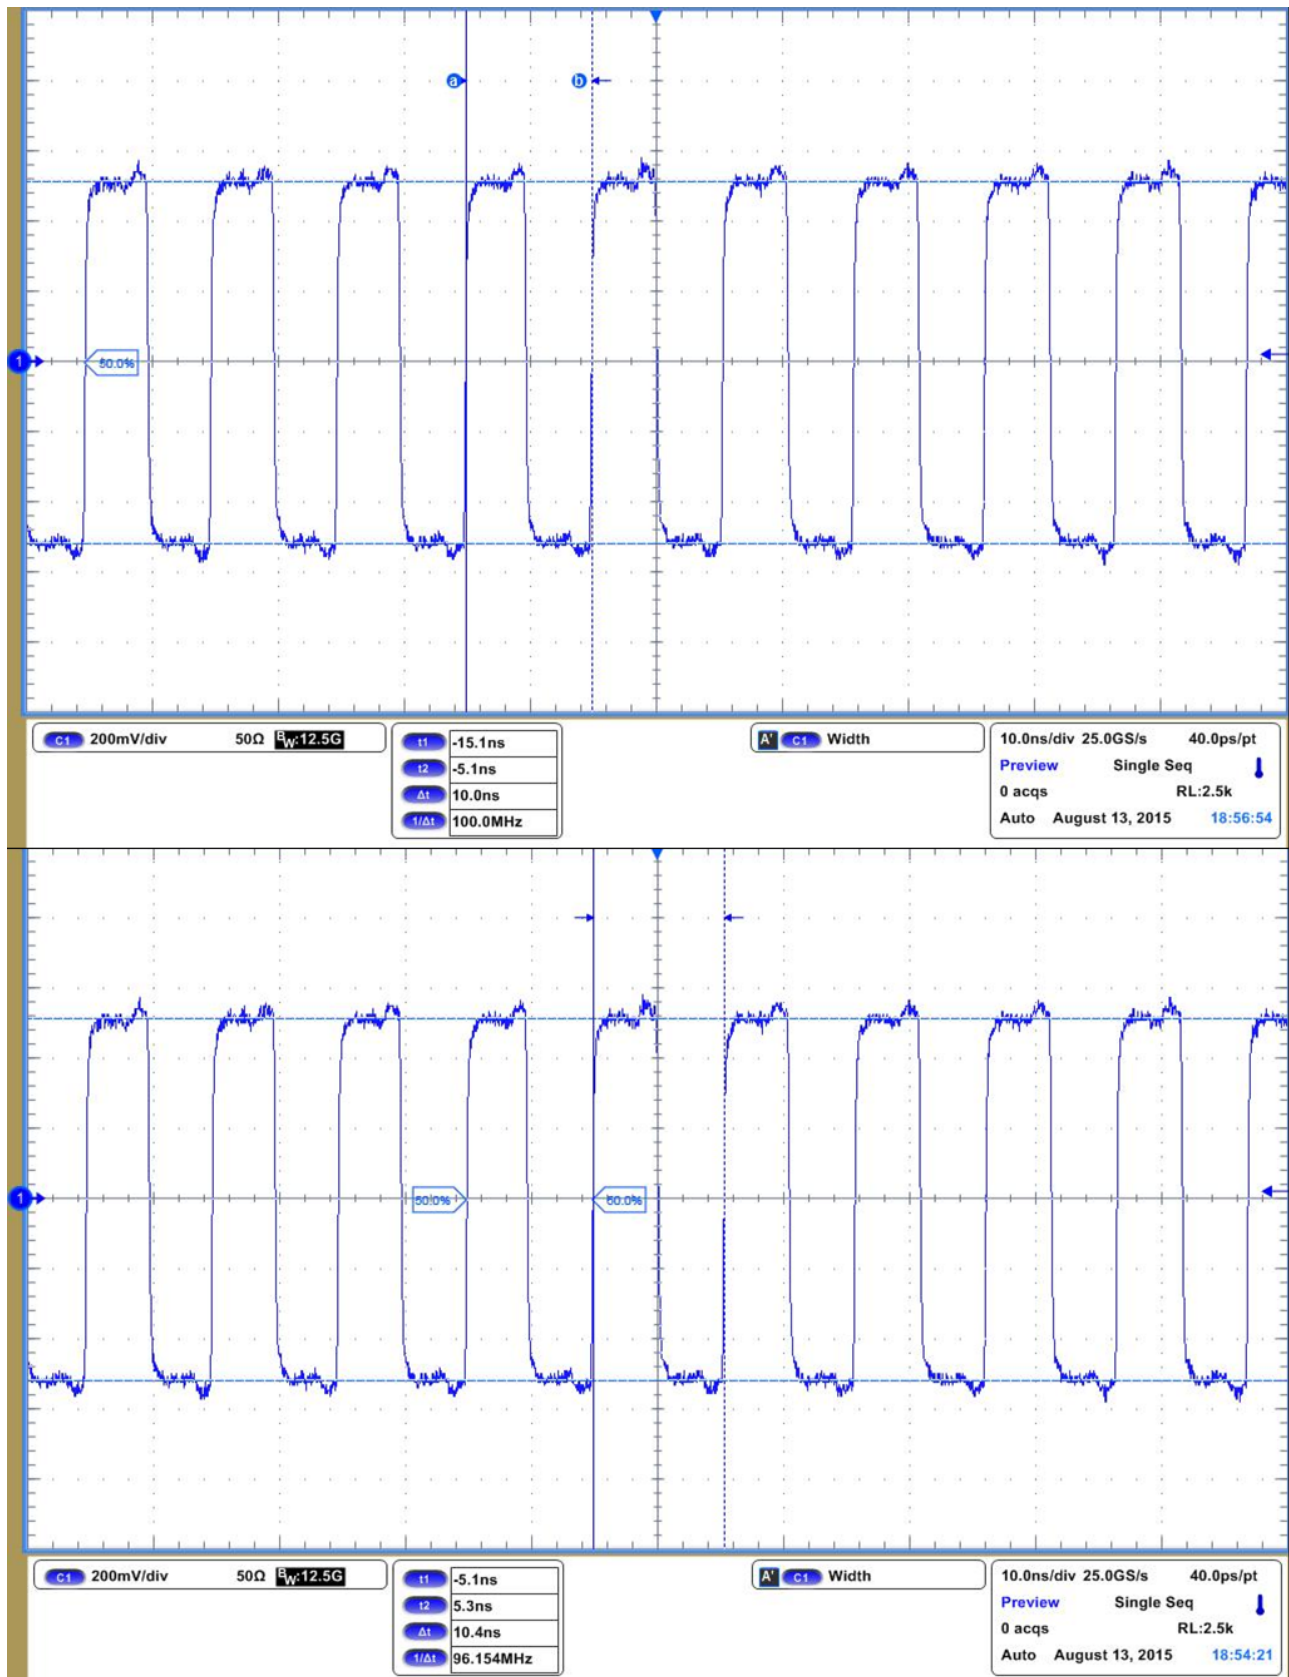 a b
50.0%
1
C1 200mV/div 50Ω BW:12.5G
t1 -15.1ns
t2 -5.1ns
Δt 10.0ns
1/Δt 100.0MHz
A' C1 Width
10.0ns/div 25.0GS/s 40.0ps/pt
Preview Single Seq
0 acqs RL:2.5k
Auto August 13, 2015 18:56:54
1
50.0% 50.0%
C1 200mV/div 50Ω BW:12.5G
t1 -5.1ns
t2 5.3ns
Δt 10.4ns
1/Δt 96.154MHz
A' C1 Width
10.0ns/div 25.0GS/s 40.0ps/pt
Preview Single Seq
0 acqs RL:2.5k
Auto August 13, 2015 18:54:21